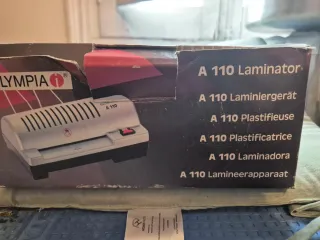 LYMPIA
A 110 Laminator
A 110 Laminiergerät
A 110 Plastifieuse
A 110 Plastificatrice
A 110 Laminadora
A 110 Lamineerapparaat
A 110